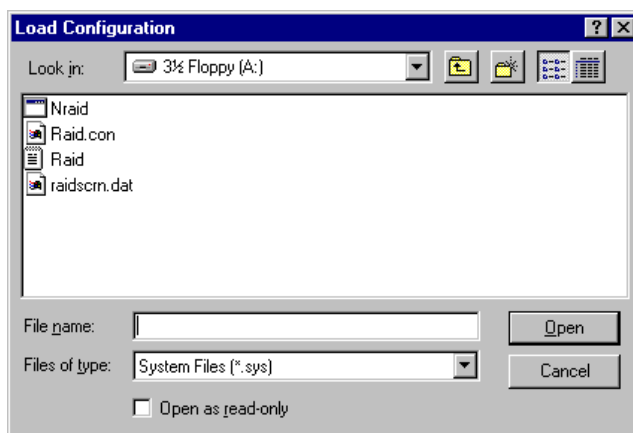 Load Configuration
Look in: 3½ Floppy (A:)
Nraid
Raid.con
Raid
raidscrn.dat
File name: Open
Files of type: System Files (*.sys) Cancel
Open as read-only